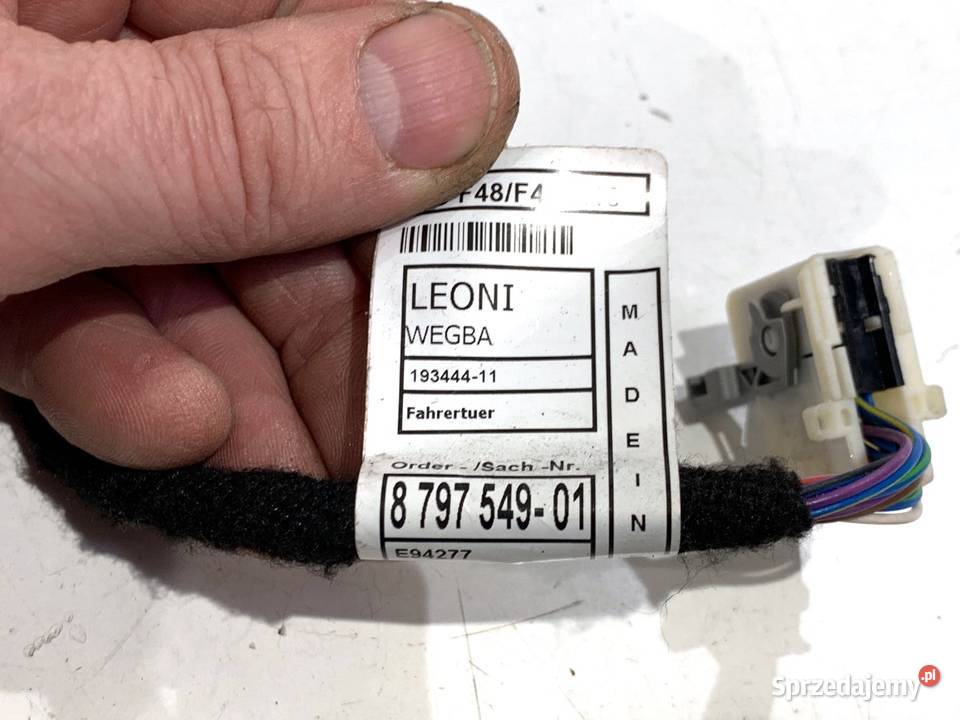 F48/F4
LEONI
WEGBA
193444-11
Fahrertuer
Order - /Sach -Nr.
8 797 549-01
E94277
MADE IN
Sprzedajemy.pl